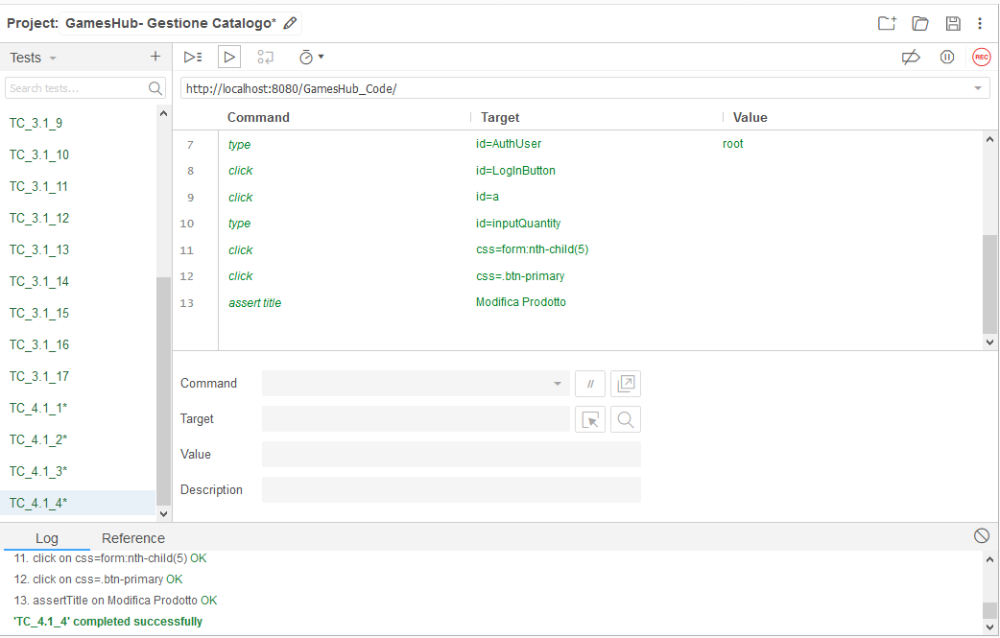 Project: GamesHub- Gestione Catalogo*
Tests
+
REC
Search tests...
http://localhost:8080/GamesHub_Code/
Command Target Value
TC_3.1_9
TC_3.1_10
TC_3.1_11
TC_3.1_12
TC_3.1_13
TC_3.1_14
TC_3.1_15
TC_3.1_16
TC_3.1_17
TC_4.1_1*
TC_4.1_2*
TC_4.1_3*
TC_4.1_4*
7 type id=AuthUser root
8 click id=LogInButton
9 click id=a
10 type id=inputQuantity
11 click css=form:nth-child(5)
12 click css=.btn-primary
13 assert title Modifica Prodotto
Command //
Target
Value
Description
Log Reference
11. click on css=form:nth-child(5) OK
12. click on css=.btn-primary OK
13. assertTitle on Modifica Prodotto OK
'TC_4.1_4' completed successfully